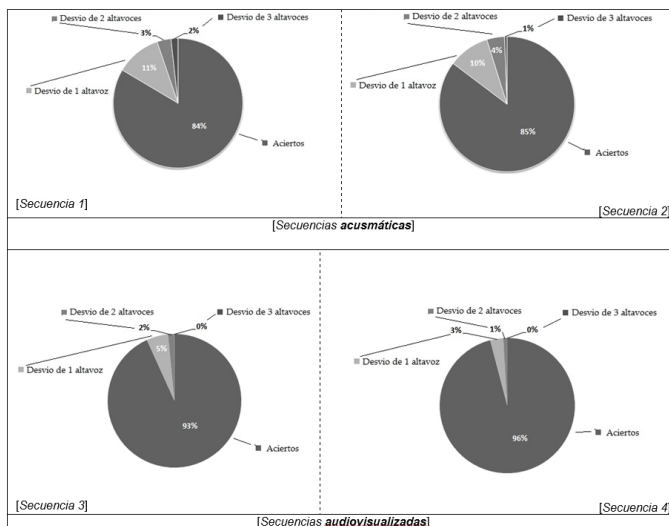 Desvio de 2 altavoces
Desvio de 3 altavoces
3%
2%
11%
Desvio de 1 altavoz
84%
Aciertos
[Secuencia 1]
Desvio de 2 altavoces
Desvio de 3 altavoces
1%
4%
10%
Desvio de 1 altavoz
85%
Aciertos
[Secuencia 2]
[Secuencias acusmáticas]
Desvio de 2 altavoces
Desvio de 3 altavoces
2%
0%
5%
Desvio de 1 altavoz
93%
Aciertos
[Secuencia 3]
Desvio de 2 altavoces
Desvio de 3 altavoces
3%
1%
0%
Desvio de 1 altavoz
96%
Aciertos
[Secuencia 4]
[Secuencias audiovisualizadas]